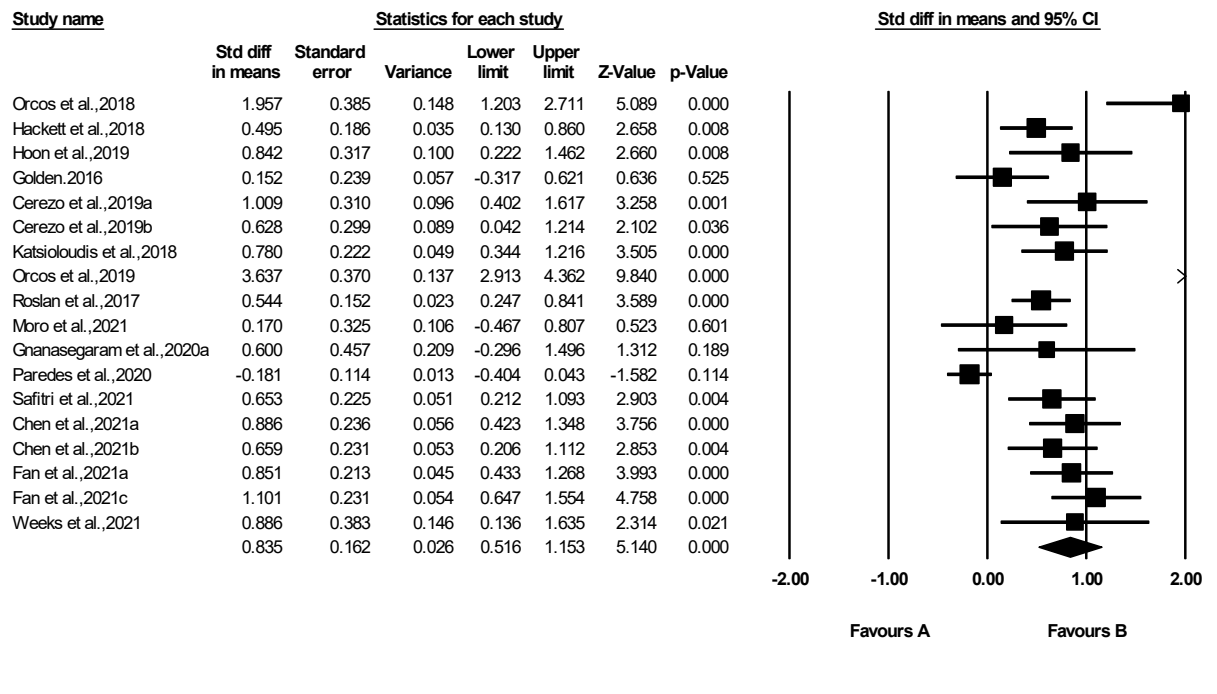 Study name Statistics for each study Std diff in means and 95% CI
Std diff Standard Lower Upper
in means error Variance limit limit Z-Value p-Value
Orcos et al.,2018 1.957 0.385 0.148 1.203 2.711 5.089 0.000
Hackett et al.,2018 0.495 0.186 0.035 0.130 0.860 2.658 0.008
Hoon et al.,2019 0.842 0.317 0.100 0.222 1.462 2.660 0.008
Golden.2016 0.152 0.239 0.057 -0.317 0.621 0.636 0.525
Cerezo et al.,2019a 1.009 0.310 0.096 0.402 1.617 3.258 0.001
Cerezo et al.,2019b 0.628 0.299 0.089 0.042 1.214 2.102 0.036
Katsioloudis et al.,2018 0.780 0.222 0.049 0.344 1.216 3.505 0.000
Orcos et al.,2019 3.637 0.370 0.137 2.913 4.362 9.840 0.000
Roslan et al.,2017 0.544 0.152 0.023 0.247 0.841 3.589 0.000
Moro et al.,2021 0.170 0.325 0.106 -0.467 0.807 0.523 0.601
Gnanasegaram et al.,2020a 0.600 0.457 0.209 -0.296 1.496 1.312 0.189
Paredes et al.,2020 -0.181 0.114 0.013 -0.404 0.043 -1.582 0.114
Safitri et al.,2021 0.653 0.225 0.051 0.212 1.093 2.903 0.004
Chen et al.,2021a 0.886 0.236 0.056 0.423 1.348 3.756 0.000
Chen et al.,2021b 0.659 0.231 0.053 0.206 1.112 2.853 0.004
Fan et al.,2021a 0.851 0.213 0.045 0.433 1.268 3.993 0.000
Fan et al.,2021c 1.101 0.231 0.054 0.647 1.554 4.758 0.000
Weeks et al.,2021 0.886 0.383 0.146 0.136 1.635 2.314 0.021
0.835 0.162 0.026 0.516 1.153 5.140 0.000
-2.00 -1.00 0.00 1.00 2.00
Favours A Favours B